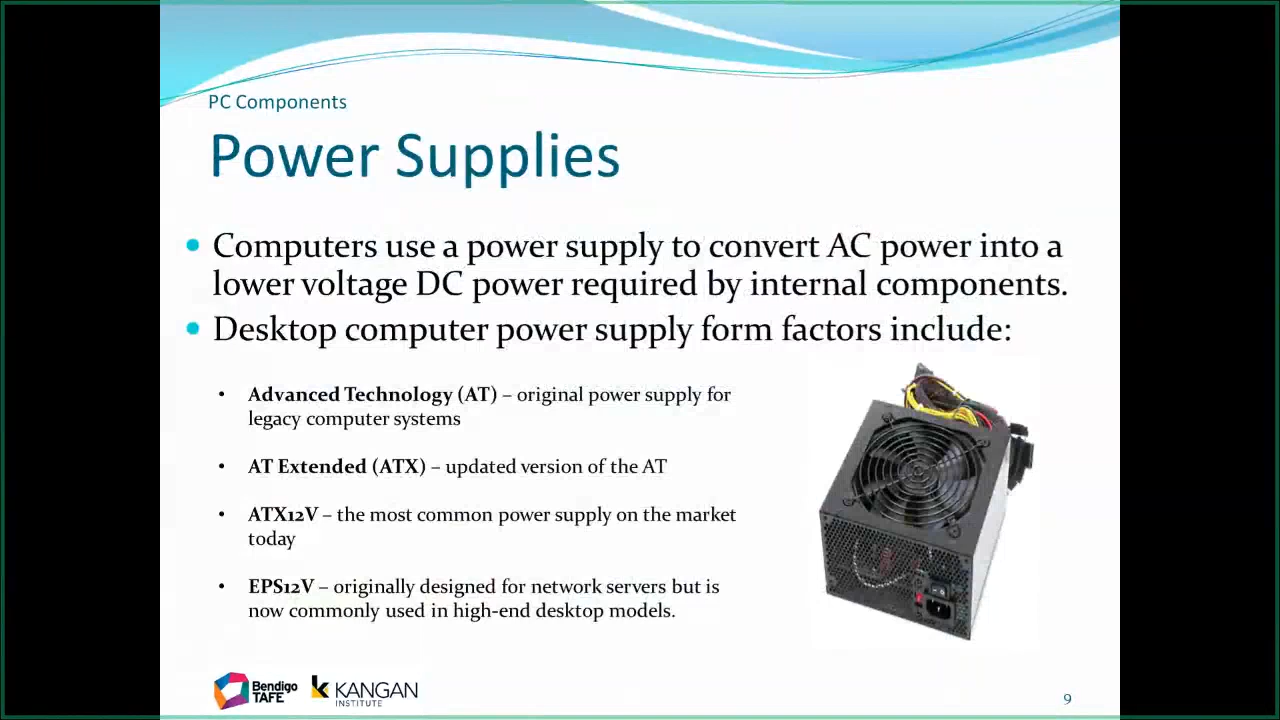 PC Components
Power Supplies
• Computers use a power supply to convert AC power into a
lower voltage DC power required by internal components.
• Desktop computer power supply form factors include:
• Advanced Technology (AT) – original power supply for
legacy computer systems
• AT Extended (ATX) – updated version of the AT
• ATX12V – the most common power supply on the market
today
• EPS12V – originally designed for network servers but is
now commonly used in high-end desktop models.
Bendigo
TAFE
KANGAN
INSTITUTE
9